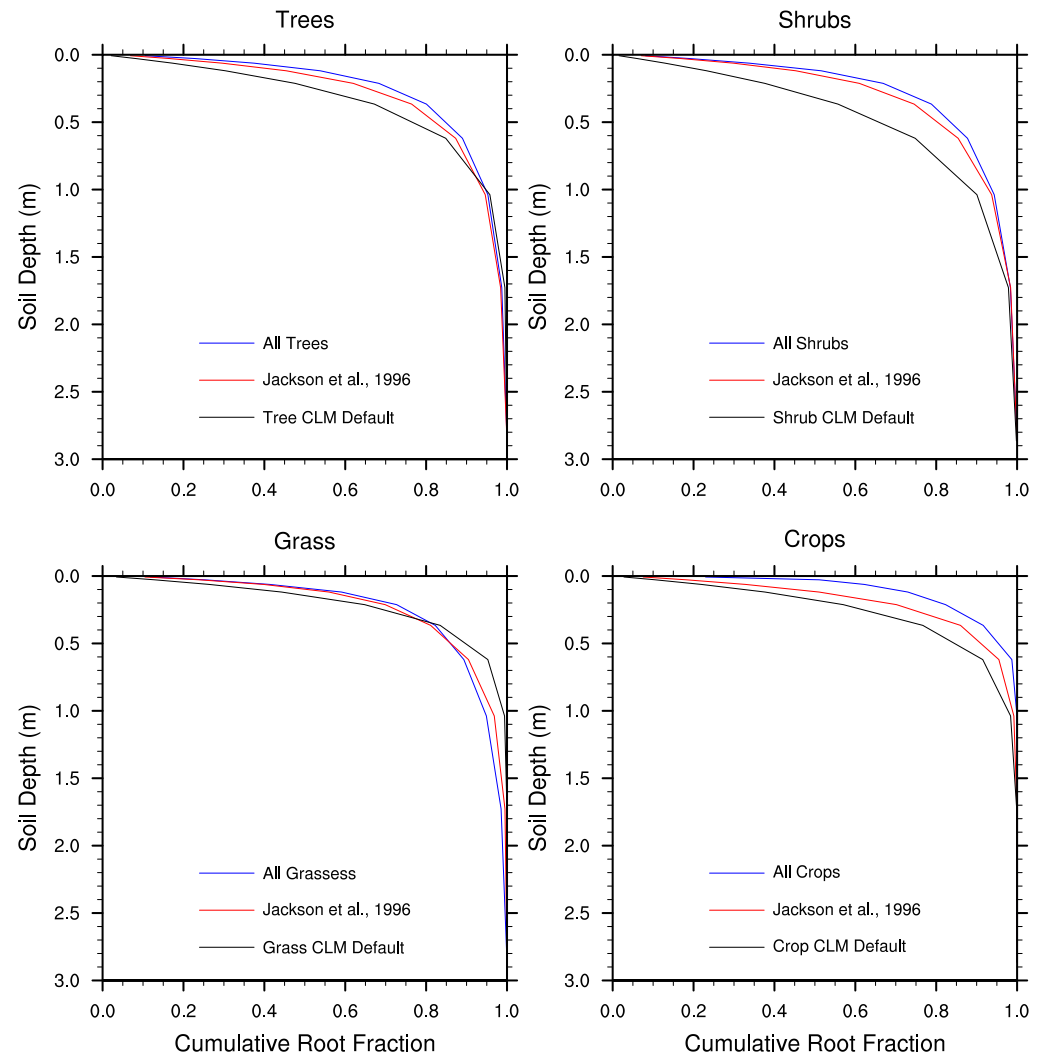 Trees
0.0
0.5
1.0
1.5
2.0
2.5
3.0
Soil Depth (m)
All Trees
Jackson et al., 1996
Tree CLM Default
0.0 0.2 0.4 0.6 0.8 1.0
Shrubs
0.0
0.5
1.0
1.5
2.0
2.5
3.0
Soil Depth (m)
All Shrubs
Jackson et al., 1996
Shrub CLM Default
0.0 0.2 0.4 0.6 0.8 1.0
Grass
0.0
0.5
1.0
1.5
2.0
2.5
3.0
Soil Depth (m)
All Grassess
Jackson et al., 1996
Grass CLM Default
0.0 0.2 0.4 0.6 0.8 1.0
Cumulative Root Fraction
Crops
0.0
0.5
1.0
1.5
2.0
2.5
3.0
Soil Depth (m)
All Crops
Jackson et al., 1996
Crop CLM Default
0.0 0.2 0.4 0.6 0.8 1.0
Cumulative Root Fraction